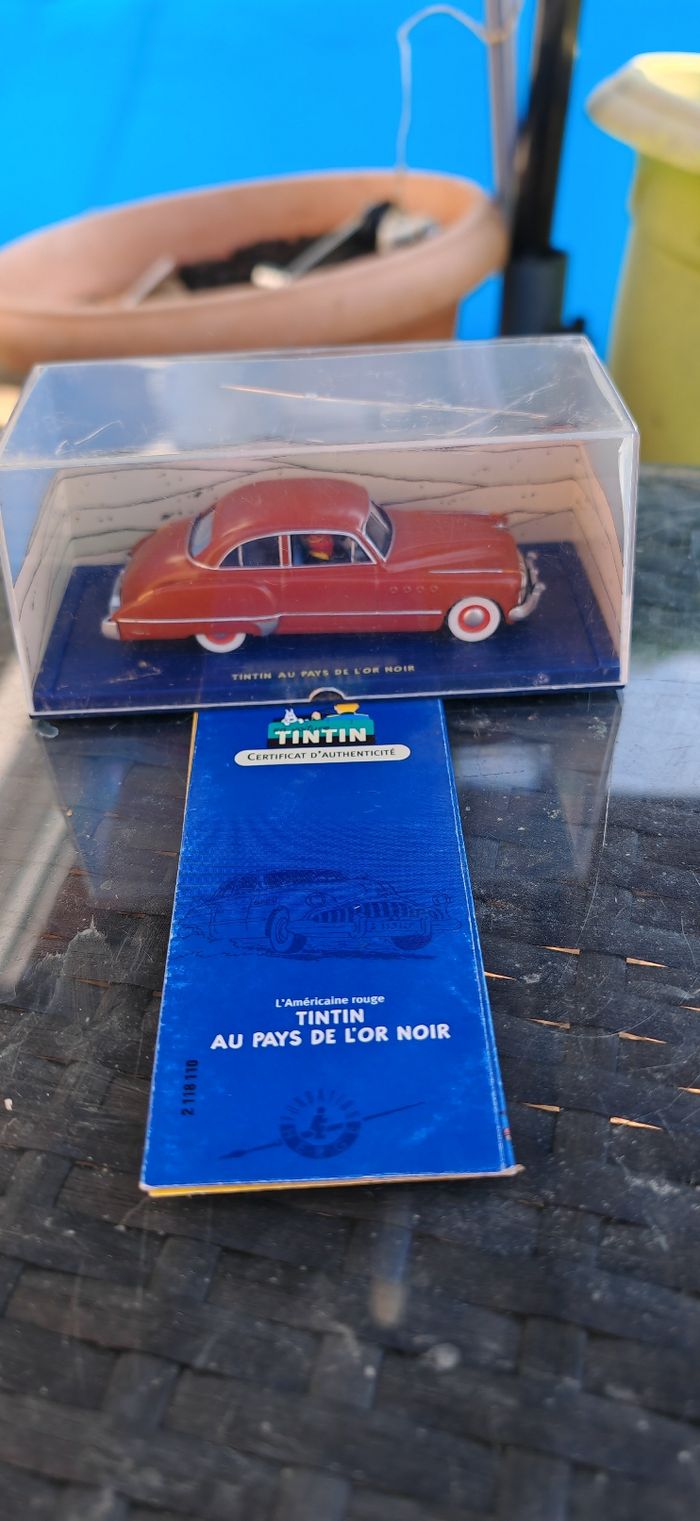 TINTIN AU PAYS DE L'OR NOIR
TINTIN
CERTIFICAT D'AUTHENTICITÉ
L'Américaine rouge
TINTIN
AU PAYS DE L'OR NOIR
2 118 110